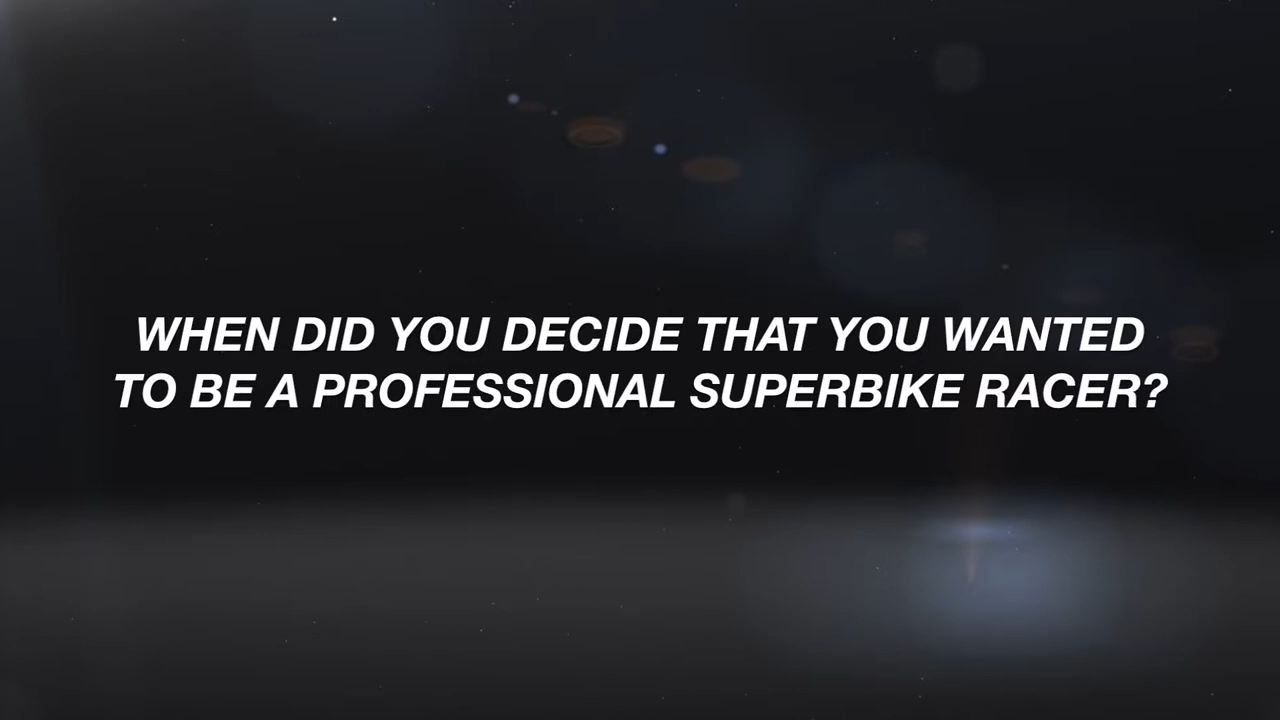 WHEN DID YOU DECIDE THAT YOU WANTED
TO BE A PROFESSIONAL SUPERBIKE RACER?